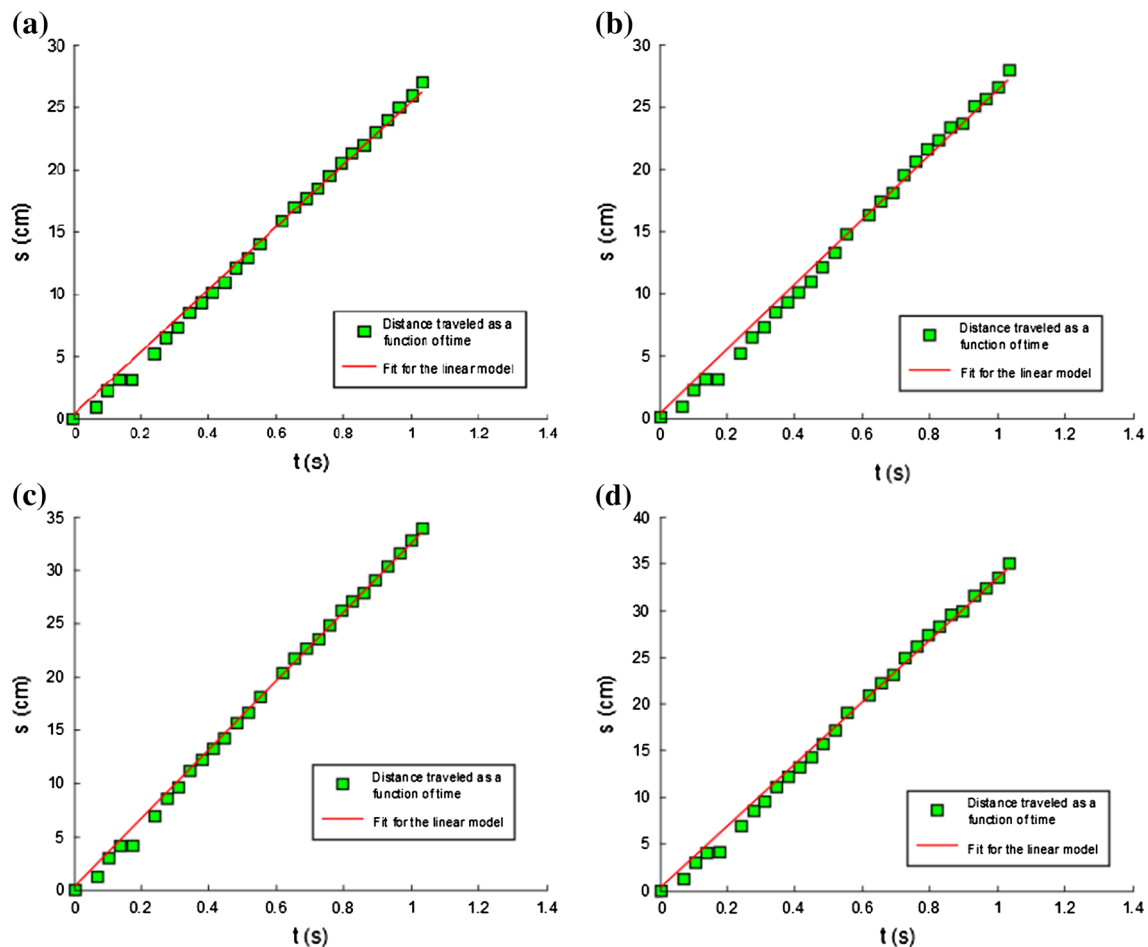 (a)
30
25
20
15
10
5
0
s (cm)
0 0.2 0.4 0.6 0.8 1 1.2 1.4
t (s)
Distance traveled as a
function of time
Fit for the linear model
(b)
30
25
20
15
10
5
0
s (cm)
0 0.2 0.4 0.6 0.8 1 1.2 1.4
t (s)
Distance traveled as a
function of time
Fit for the linear model
(c)
35
30
25
20
15
10
5
0
s (cm)
0 0.2 0.4 0.6 0.8 1 1.2 1.4
t (s)
Distance traveled as a
function of time
Fit for the linear model
(d)
40
35
30
25
20
15
10
5
0
s (cm)
0 0.2 0.4 0.6 0.8 1 1.2 1.4
t (s)
Distance traveled as a
function of time
Fit for the linear model